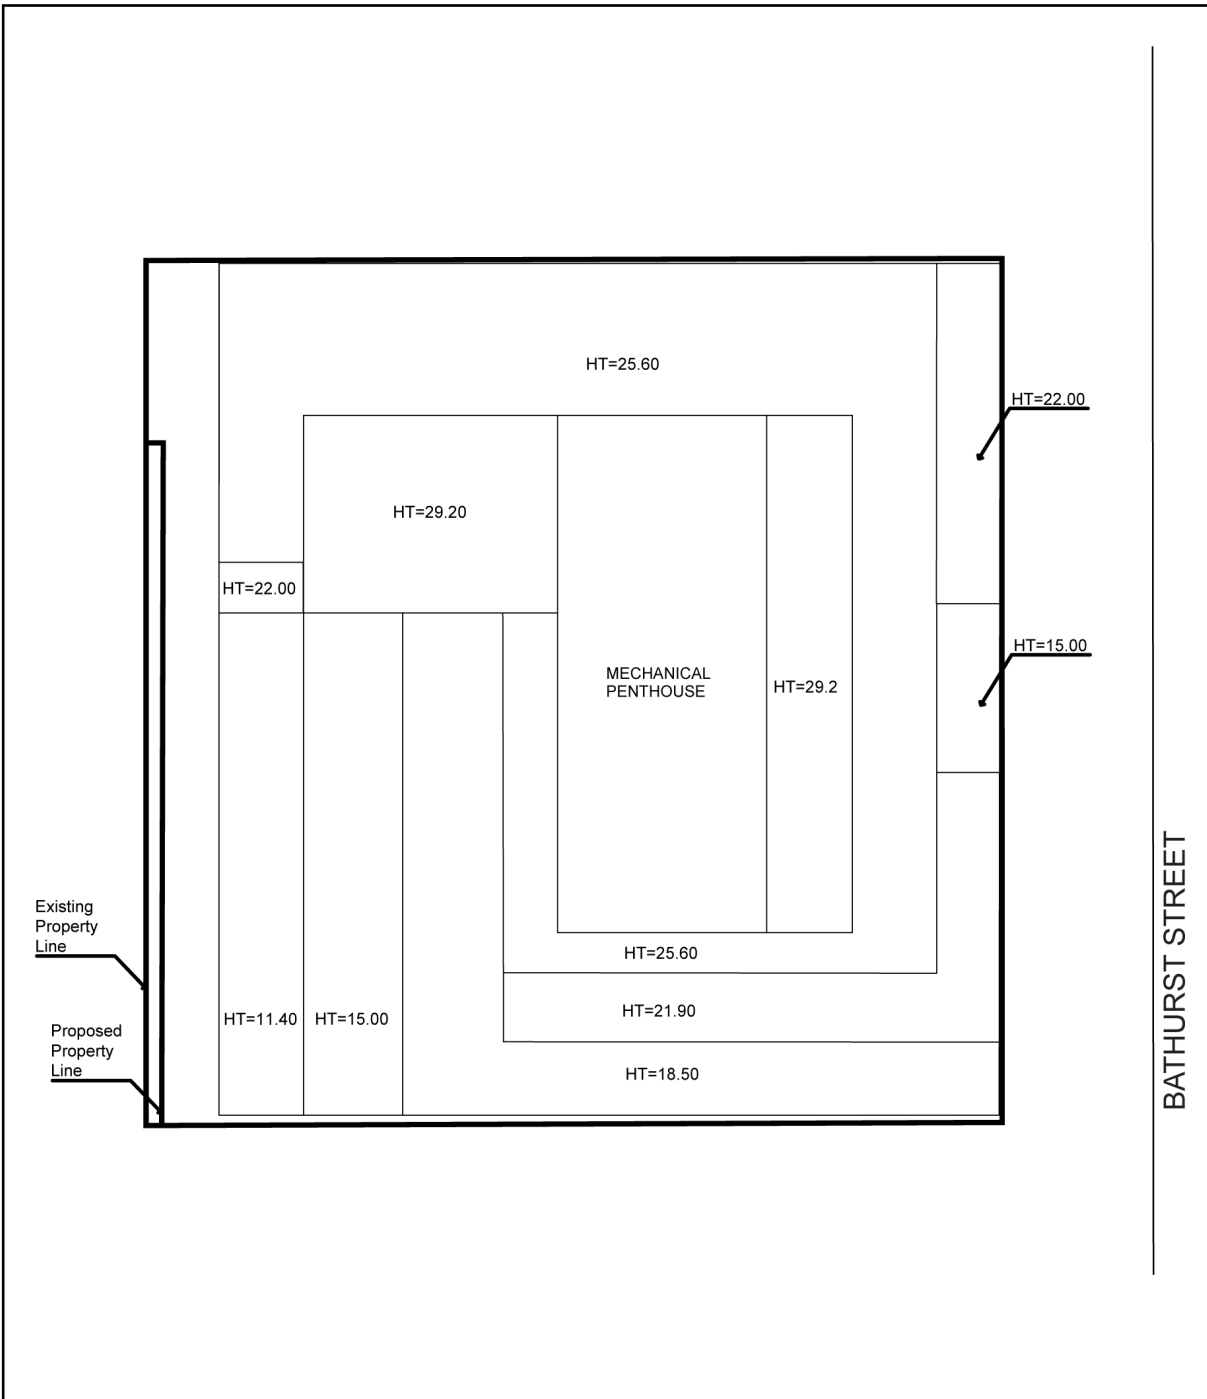 HT=25.60
HT=22.00
HT=29.20
HT=22.00
HT=15.00
MECHANICAL
PENTHOUSE
HT=29.2
Existing
Property
Line
HT=25.60
HT=21.90
HT=11.40
HT=15.00
Proposed
Property
Line
HT=18.50
BATHURST STREET